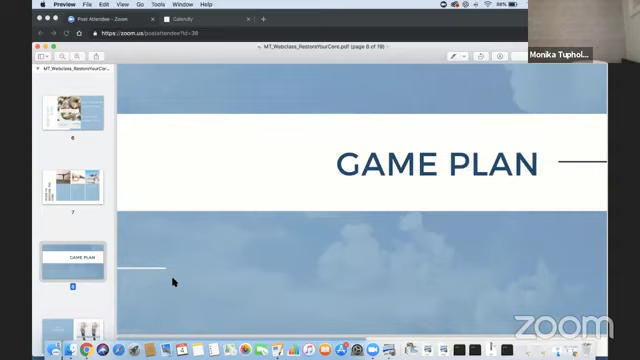 Preview File Edit View Go Tools Window Help
98%
Post Attendee - Zoom
Calendly
https://zoom.us/postattendee?id=38
MT_Webclass_RestoreYourCore.pdf (page 8 of 19)
Monika Tuphol...
MT_Webclass_RestoreYourCor...
6
7
GAME PLAN
8
GAME PLAN
zoom